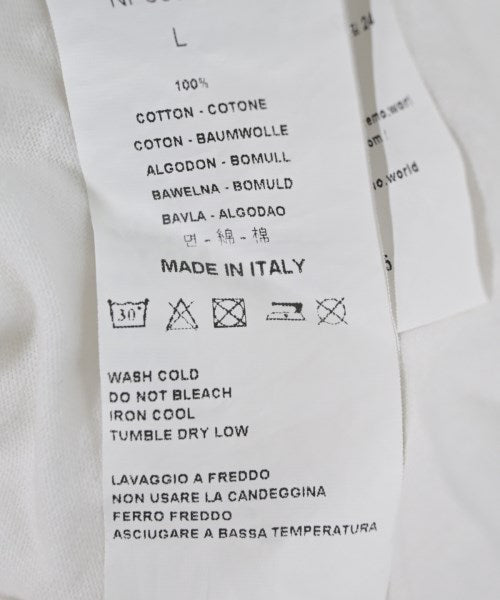 L
100%
COTTON - COTONE
COTON - BAUMWOLLE
ALGODON - BOMULL
BAWELNA - BOMULD
BAVLA - ALGODAO
면 - 綿 - 棉
MADE IN ITALY
30°
WASH COLD
DO NOT BLEACH
IRON COOL
TUMBLE DRY LOW
LAVAGGIO A FREDDO
NON USARE LA CANDEGGINA
FERRO FREDDO
ASCIUGARE A BASSA TEMPERATURA
24
.world